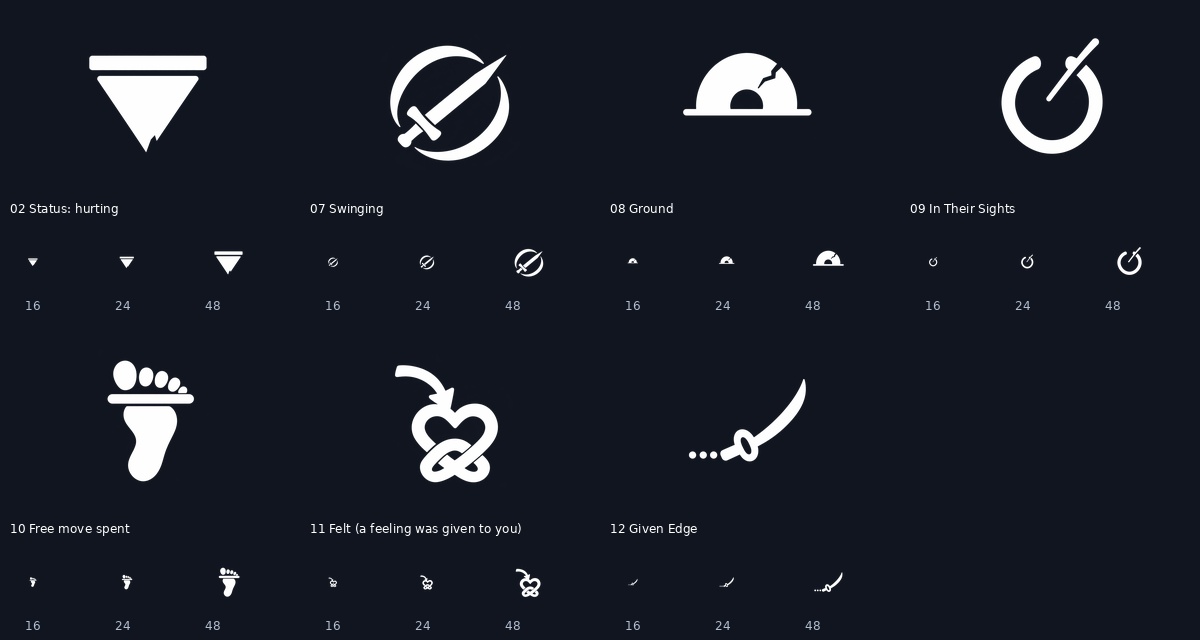 02 Status: hurting
07 Swinging
08 Ground
09 In Their Sights
16 24 48
16 24 48
16 24 48
16 24 48
10 Free move spent
11 Felt (a feeling was given to you)
12 Given Edge
16 24 48
16 24 48
16 24 48